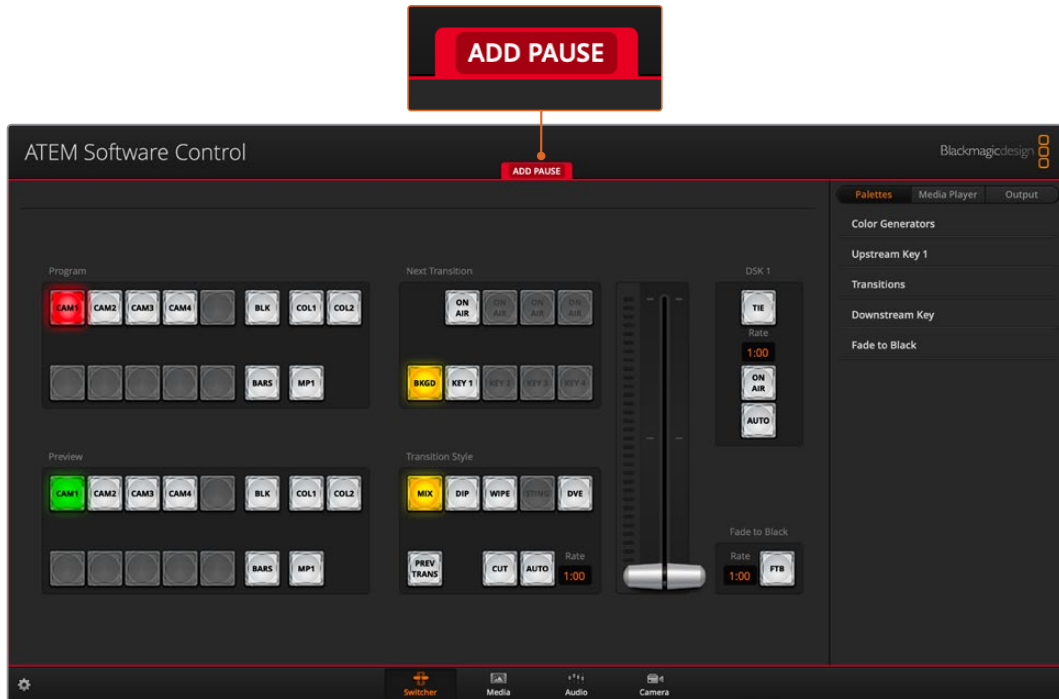 ADD PAUSE
ATEM Software Control
Blackmagicdesign
ADD PAUSE
Palettes Media Player Output
Color Generators
Upstream Key 1
Transitions
Downstream Key
Fade to Black
Program
CAM1 CAM2 CAM3 CAM4 BLK COL1 COL2
BARS MP1
Next Transition
ON AIR ON AIR ON AIR ON AIR
BKGD KEY 1 KEY 2 KEY 3 KEY 4
DSK 1
TIE
Rate
1:00
ON AIR
AUTO
Preview
CAM1 CAM2 CAM3 CAM4 BLK COL1 COL2
BARS MP1
Transition Style
MIX DIP WIPE STING DVE
PREV TRANS CUT AUTO Rate 1:00
Fade to Black
Rate
1:00 FTB
Switcher Media Audio Camera